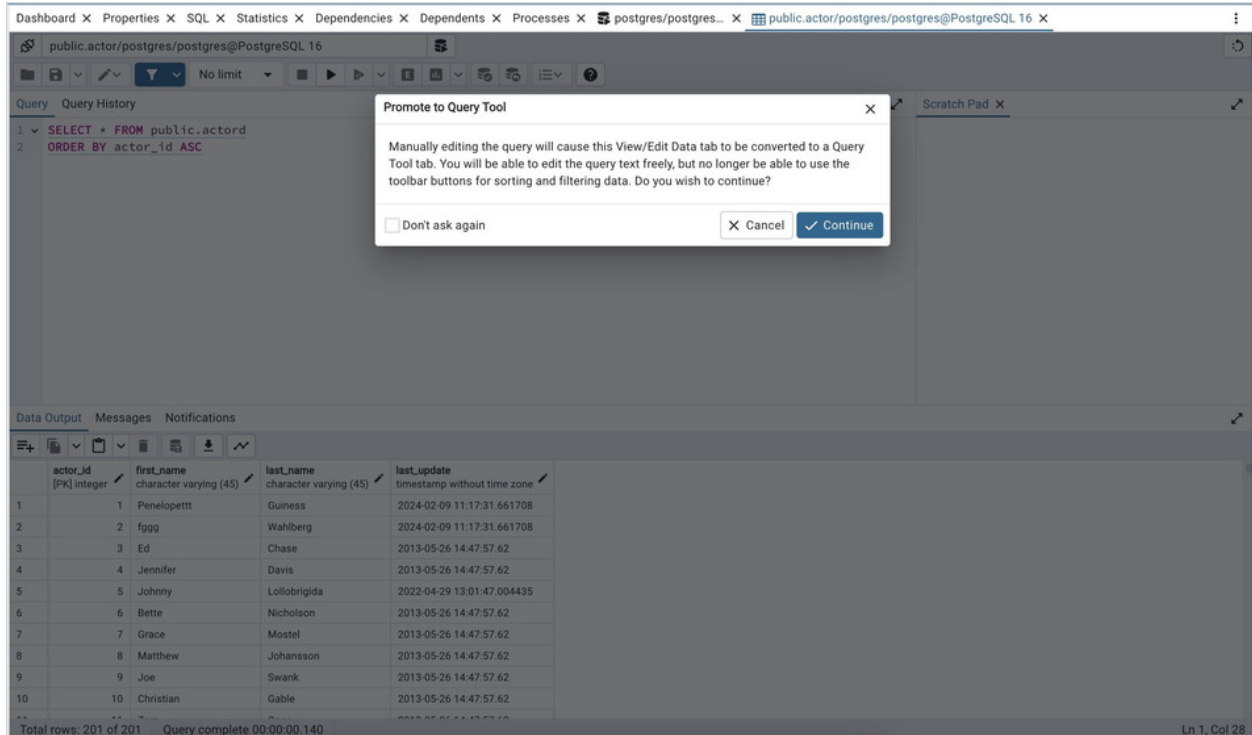 Dashboard Properties SQL Statistics Dependencies Dependents Processes postgres/postgres... public.actor/postgres/postgres@PostgreSQL 16
public.actor/postgres/postgres@PostgreSQL 16
No limit
Query Query History
Scratch Pad
1 SELECT * FROM public.actord
2 ORDER BY actor_id ASC
Promote to Query Tool
Manually editing the query will cause this View/Edit Data tab to be converted to a Query
Tool tab. You will be able to edit the query text freely, but no longer be able to use the
toolbar buttons for sorting and filtering data. Do you wish to continue?
Don't ask again
Cancel
Continue
Data Output Messages Notifications
actor_id first_name last_name last_update
[PK] integer character varying (45) character varying (45) timestamp without time zone
1 1 Penelopettt Guiness 2024-02-09 11:17:31.661708
2 2 fggg Wahlberg 2024-02-09 11:17:31.661708
3 3 Ed Chase 2013-05-26 14:47:57.62
4 4 Jennifer Davis 2013-05-26 14:47:57.62
5 5 Johnny Lollobrigida 2022-04-29 13:01:47.004435
6 6 Bette Nicholson 2013-05-26 14:47:57.62
7 7 Grace Mostel 2013-05-26 14:47:57.62
8 8 Matthew Johansson 2013-05-26 14:47:57.62
9 9 Joe Swank 2013-05-26 14:47:57.62
10 10 Christian Gable 2013-05-26 14:47:57.62
Total rows: 201 of 201 Query complete 00:00:00.140
Ln 1, Col 28